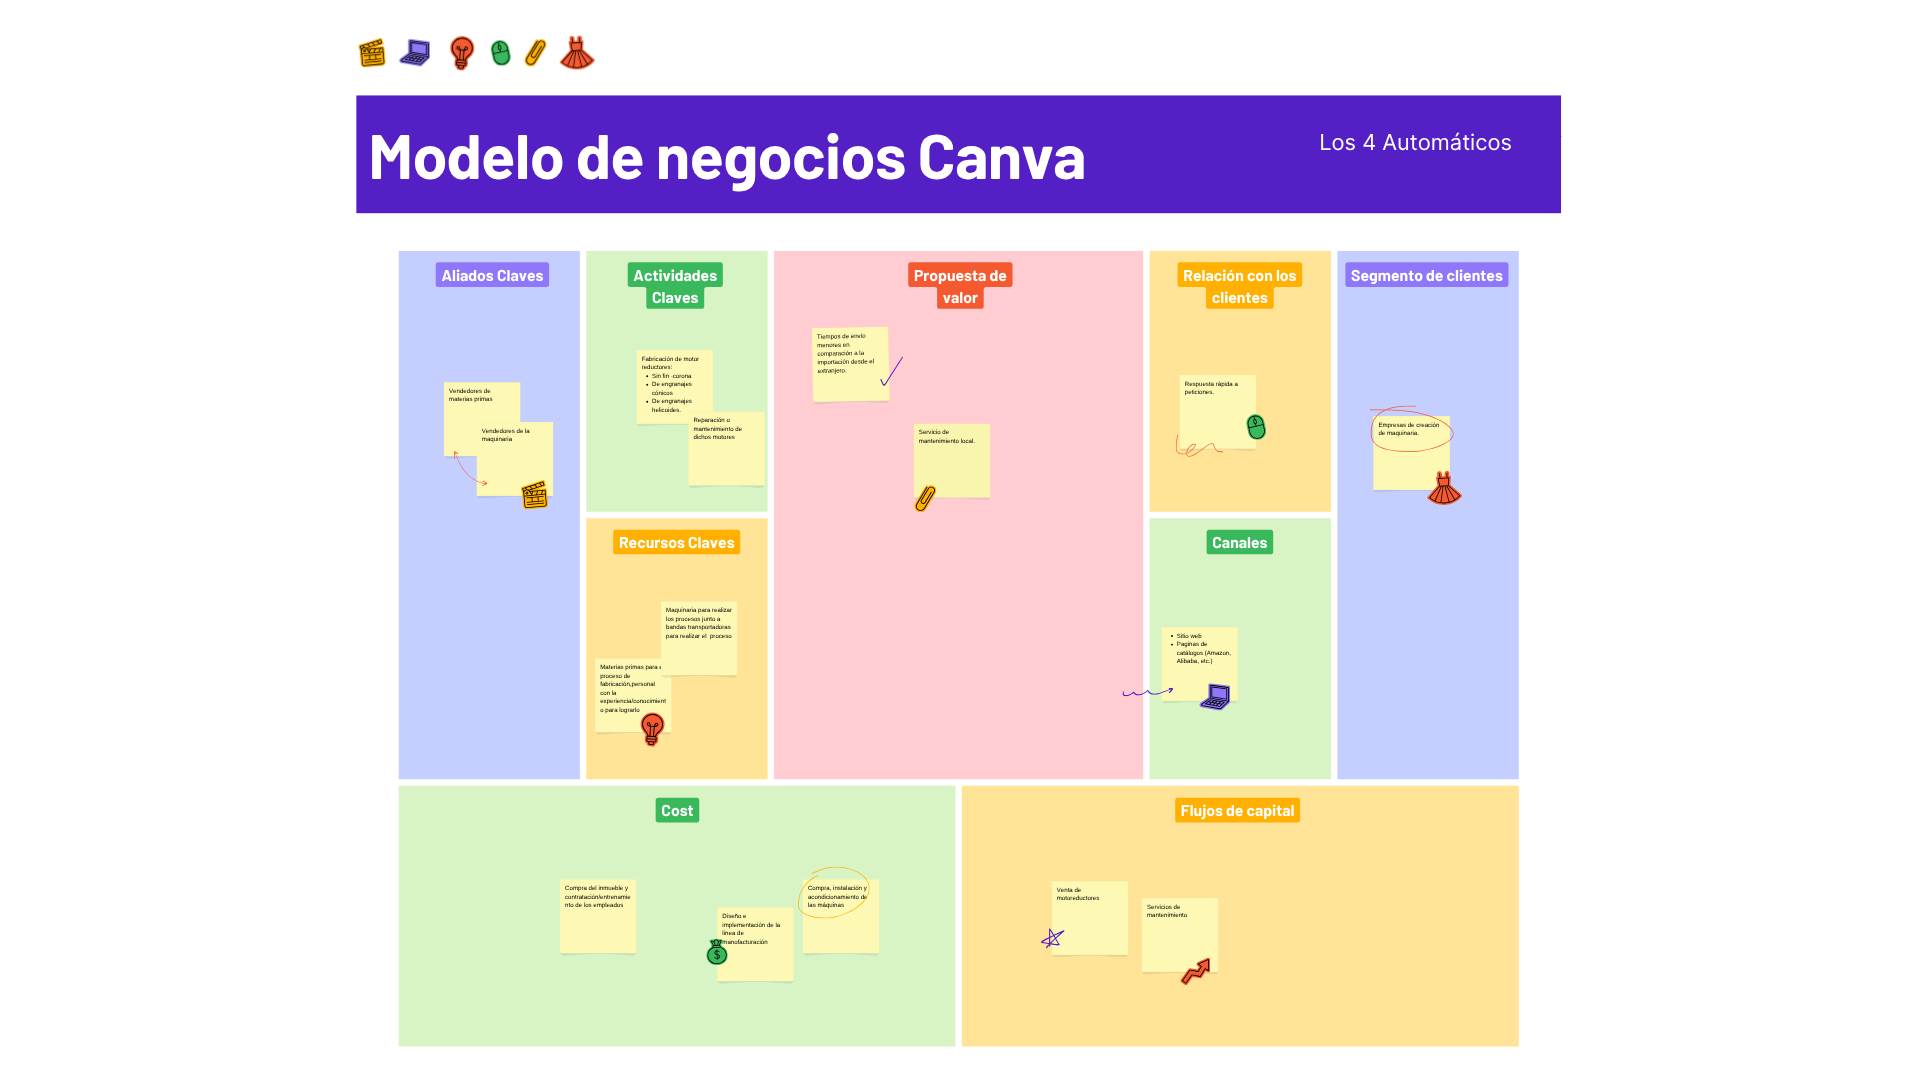 Modelo de negocios Canva
Los 4 Automáticos
Aliados Claves
Vendedores de
materias primas
Vendedores de la
maquinaria
Actividades
Claves
Fabricación de motor
reductores:
• Sin fin -corona
• De engranajes
cónicos
• De engranajes
helicoides.
Reparación o
mantenimiento de
dichos motores
Recursos Claves
Maquinaria para realizar
los procesos junto a
bandas transportadoras
para realizar el proceso
Materias primas para
proceso de
fabricación,personal
con la
experiencia/conocimient
o para lograrlo
Propuesta de
valor
Tiempos de envío
menores en
comparación a la
importación desde el
extranjero.
Servicio de
mantenimiento local.
Relación con los
clientes
Respuesta rápida a
peticiones.
Canales
• Sitio web
• Paginas de
catálogos (Amazon,
Alibaba, etc.)
Segmento de clientes
Empresas de creación
de maquinaria.
Cost
Compra del inmueble y
contratación/entrenamie
nto de los empleados
Diseño e
implementación de la
línea de
manofacturación
Compra, instalación y
acondicionamiento de
las máquinas
Flujos de capital
Venta de
motoreductores
Servicios de
mantenimiento